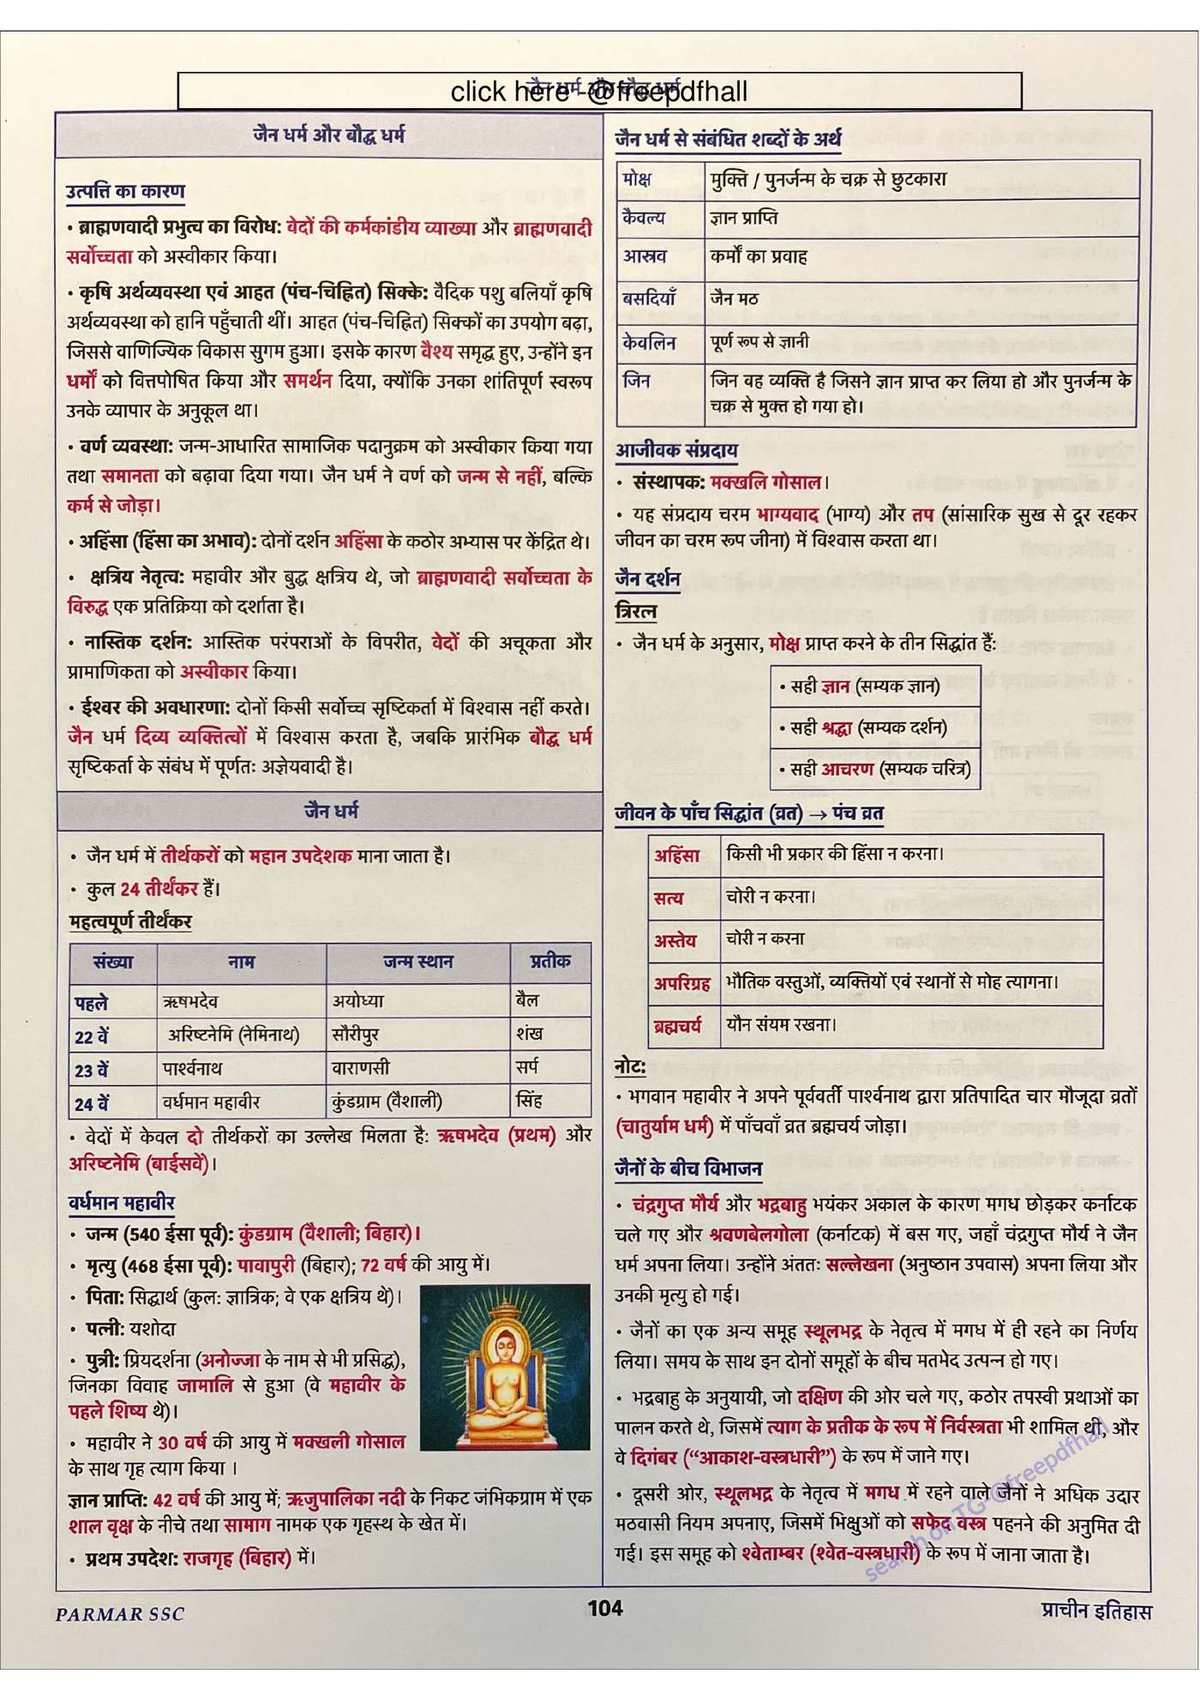 click here -@freepdfhall
जैन धर्म और बौद्ध धर्म
जैन धर्म और बौद्ध धर्म
उत्पत्ति का कारण
• ब्राह्मणवादी प्रभुत्व का विरोध: वेदों की कर्मकांडीय व्याख्या और ब्राह्मणवादी
सर्वोच्चता को अस्वीकार किया।
• कृषि अर्थव्यवस्था एवं आहत (पंच-चिह्नित) सिक्के: वैदिक पशु बलियाँ कृषि
अर्थव्यवस्था को हानि पहुँचाती थीं। आहत (पंच-चिह्नित) सिक्कों का उपयोग बढ़ा,
जिससे वाणिज्यिक विकास सुगम हुआ। इसके कारण वैश्य समृद्ध हुए, उन्होंने इन
धर्मों को वित्तपोषित किया और समर्थन दिया, क्योंकि उनका शांतिपूर्ण स्वरूप
उनके व्यापार के अनुकूल था।
• वर्ण व्यवस्था: जन्म-आधारित सामाजिक पदानुक्रम को अस्वीकार किया गया
तथा समानता को बढ़ावा दिया गया। जैन धर्म ने वर्ण को जन्म से नहीं, बल्कि
कर्म से जोड़ा।
• अहिंसा (हिंसा का अभाव): दोनों दर्शन अहिंसा के कठोर अभ्यास पर केंद्रित थे।
• क्षत्रिय नेतृत्व: महावीर और बुद्ध क्षत्रिय थे, जो ब्राह्मणवादी सर्वोच्चता के
विरुद्ध एक प्रतिक्रिया को दर्शाता है।
• नास्तिक दर्शन: आस्तिक परंपराओं के विपरीत, वेदों की अचूकता और
प्रामाणिकता को अस्वीकार किया।
• ईश्वर की अवधारणा: दोनों किसी सर्वोच्च सृष्टिकर्ता में विश्वास नहीं करते।
जैन धर्म दिव्य व्यक्तित्वों में विश्वास करता है, जबकि प्रारंभिक बौद्ध धर्म
सृष्टिकर्ता के संबंध में पूर्णतः अज्ञेयवादी है।
जैन धर्म
• जैन धर्म में तीर्थकरों को महान उपदेशक माना जाता है।
• कुल 24 तीर्थंकर हैं।
महत्वपूर्ण तीर्थंकर
संख्या नाम जन्म स्थान प्रतीक
पहले ऋषभदेव अयोध्या बैल
22 वें अरिष्टनेमि (नेमिनाथ) सौरीपुर शंख
23 वें पार्श्वनाथ वाराणसी सर्प
24 वें वर्धमान महावीर कुंडग्राम (वैशाली) सिंह
• वेदों में केवल दो तीर्थकरों का उल्लेख मिलता है: ऋषभदेव (प्रथम) और
अरिष्टनेमि (बाईसवें)।
वर्धमान महावीर
• जन्म (540 ईसा पूर्व): कुंडग्राम (वैशाली; बिहार)।
• मृत्यु (468 ईसा पूर्व): पावापुरी (बिहार); 72 वर्ष की आयु में।
• पिता: सिद्धार्थ (कुल: ज्ञात्रिक; वे एक क्षत्रिय थे)।
• पत्नी: यशोदा
• पुत्री: प्रियदर्शना (अनोज्जा के नाम से भी प्रसिद्ध),
जिनका विवाह जामालि से हुआ (वे महावीर के
पहले शिष्य थे)।
• महावीर ने 30 वर्ष की आयु में मक्खली गोसाल
के साथ गृह त्याग किया ।
ज्ञान प्राप्ति: 42 वर्ष की आयु में; ऋजुपालिका नदी के निकट जंभिकग्राम में एक
शाल वृक्ष के नीचे तथा सामाग नामक एक गृहस्थ के खेत में।
• प्रथम उपदेश: राजगृह (बिहार) में।
जैन धर्म से संबंधित शब्दों के अर्थ
मोक्ष मुक्ति / पुनर्जन्म के चक्र से छुटकारा
कैवल्य ज्ञान प्राप्ति
आस्रव कर्मों का प्रवाह
बसदियाँ जैन मठ
केवलिन पूर्ण रूप से ज्ञानी
जिन जिन वह व्यक्ति है जिसने ज्ञान प्राप्त कर लिया हो और पुनर्जन्म के
चक्र से मुक्त हो गया हो।
आजीवक संप्रदाय
• संस्थापक: मक्खलि गोसाल।
• यह संप्रदाय चरम भाग्यवाद (भाग्य) और तप (सांसारिक सुख से दूर रहकर
जीवन का चरम रूप जीना) में विश्वास करता था।
जैन दर्शन
त्रिरत्न
• जैन धर्म के अनुसार, मोक्ष प्राप्त करने के तीन सिद्धांत हैं:
• सही ज्ञान (सम्यक ज्ञान)
• सही श्रद्धा (सम्यक दर्शन)
• सही आचरण (सम्यक चरित्र)
जीवन के पाँच सिद्धांत (व्रत) → पंच व्रत
अहिंसा किसी भी प्रकार की हिंसा न करना।
सत्य चोरी न करना।
अस्तेय चोरी न करना
अपरिग्रह भौतिक वस्तुओं, व्यक्तियों एवं स्थानों से मोह त्यागना।
ब्रह्मचर्य यौन संयम रखना।
नोट:
• भगवान महावीर ने अपने पूर्ववर्ती पार्श्वनाथ द्वारा प्रतिपादित चार मौजूदा व्रतों
(चातुर्याम धर्म) में पाँचवाँ व्रत ब्रह्मचर्य जोड़ा।
जैनों के बीच विभाजन
• चंद्रगुप्त मौर्य और भद्रबाहु भयंकर अकाल के कारण मगध छोड़कर कर्नाटक
चले गए और श्रवणबेलगोला (कर्नाटक) में बस गए, जहाँ चंद्रगुप्त मौर्य ने जैन
धर्म अपना लिया। उन्होंने अंततः सल्लेखना (अनुष्ठान उपवास) अपना लिया और
उनकी मृत्यु हो गई।
• जैनों का एक अन्य समूह स्थूलभद्र के नेतृत्व में मगध में ही रहने का निर्णय
लिया। समय के साथ इन दोनों समूहों के बीच मतभेद उत्पन्न हो गए।
• भद्रबाहु के अनुयायी, जो दक्षिण की ओर चले गए, कठोर तपस्वी प्रथाओं का
पालन करते थे, जिसमें त्याग के प्रतीक के रूप में निर्वस्त्रता भी शामिल थी, और
वे दिगंबर (“आकाश-वस्त्रधारी”) के रूप में जाने गए।
• दूसरी ओर, स्थूलभद्र के नेतृत्व में मगध में रहने वाले जैनों ने अधिक उदार
मठवासी नियम अपनाए, जिसमें भिक्षुओं को सफेद वस्त्र पहनने की अनुमित दी
गई। इस समूह को श्वेताम्बर (श्वेत-वस्त्रधारी) के रूप में जाना जाता है।
search on TG-@freepdfhall
PARMAR SSC
104
प्राचीन इतिहास